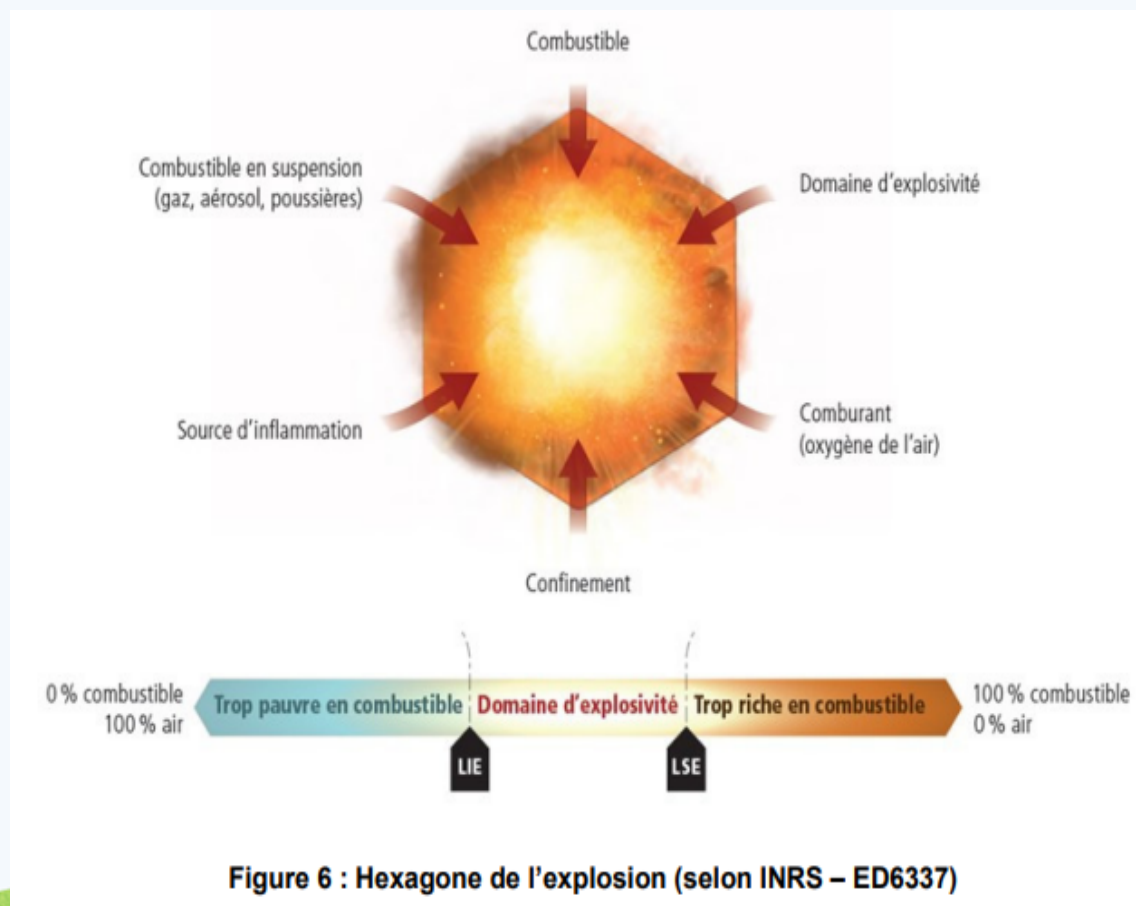 Combustible
Combustible en suspension
(gaz, aérosol, poussières)
Domaine d’explosivité
Source d’inflammation
Comburant
(oxygène de l’air)
Confinement
0 % combustible
100 % air
Trop pauvre en combustible
Domaine d’explosivité
Trop riche en combustible
100 % combustible
0 % air
LIE
LSE
Figure 6 : Hexagone de l’explosion (selon INRS – ED6337)